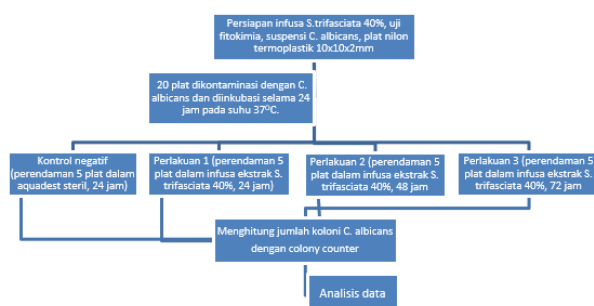 Persiapan infusa S.trifasciata 40%, uji
fitokimia, suspensi C. albicans, plat nilon
termoplastik 10x10x2mm
20 plat dikontaminasi dengan C.
albicans dan diinkubasi selama 24
jam pada suhu 37⁰C.
Kontrol negatif
(perendaman 5 plat dalam
aquadest steril, 24 jam)
Perlakuan 1 (perendaman 5
plat dalam infusa ekstrak S.
trifasciata 40%, 24 jam)
Perlakuan 2 (perendaman 5
plat dalam infusa ekstrak S.
trifasciata 40%, 48 jam
Perlakuan 3 (perendaman 5
plat dalam infusa ekstrak S.
trifasciata 40%, 72 jam
Menghitung jumlah koloni C. albicans
dengan colony counter
Analisis data